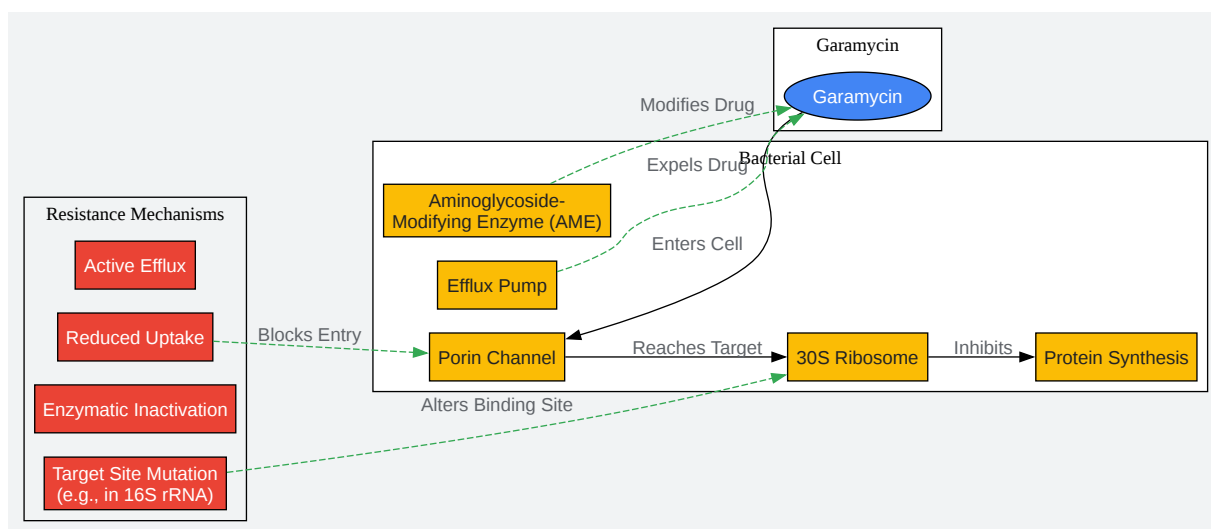 Garamycin
Garamycin
Modifies Drug
Bacterial Cell
Expels Drug
Aminoglycoside-
Modifying Enzyme (AME)
Resistance Mechanisms
Enters Cell
Active Efflux
Efflux Pump
Reduced Uptake
Blocks Entry
Porin Channel
Reaches Target
30S Ribosome
Inhibits
Protein Synthesis
Enzymatic Inactivation
Alters Binding Site
Target Site Mutation
(e.g., in 16S rRNA)